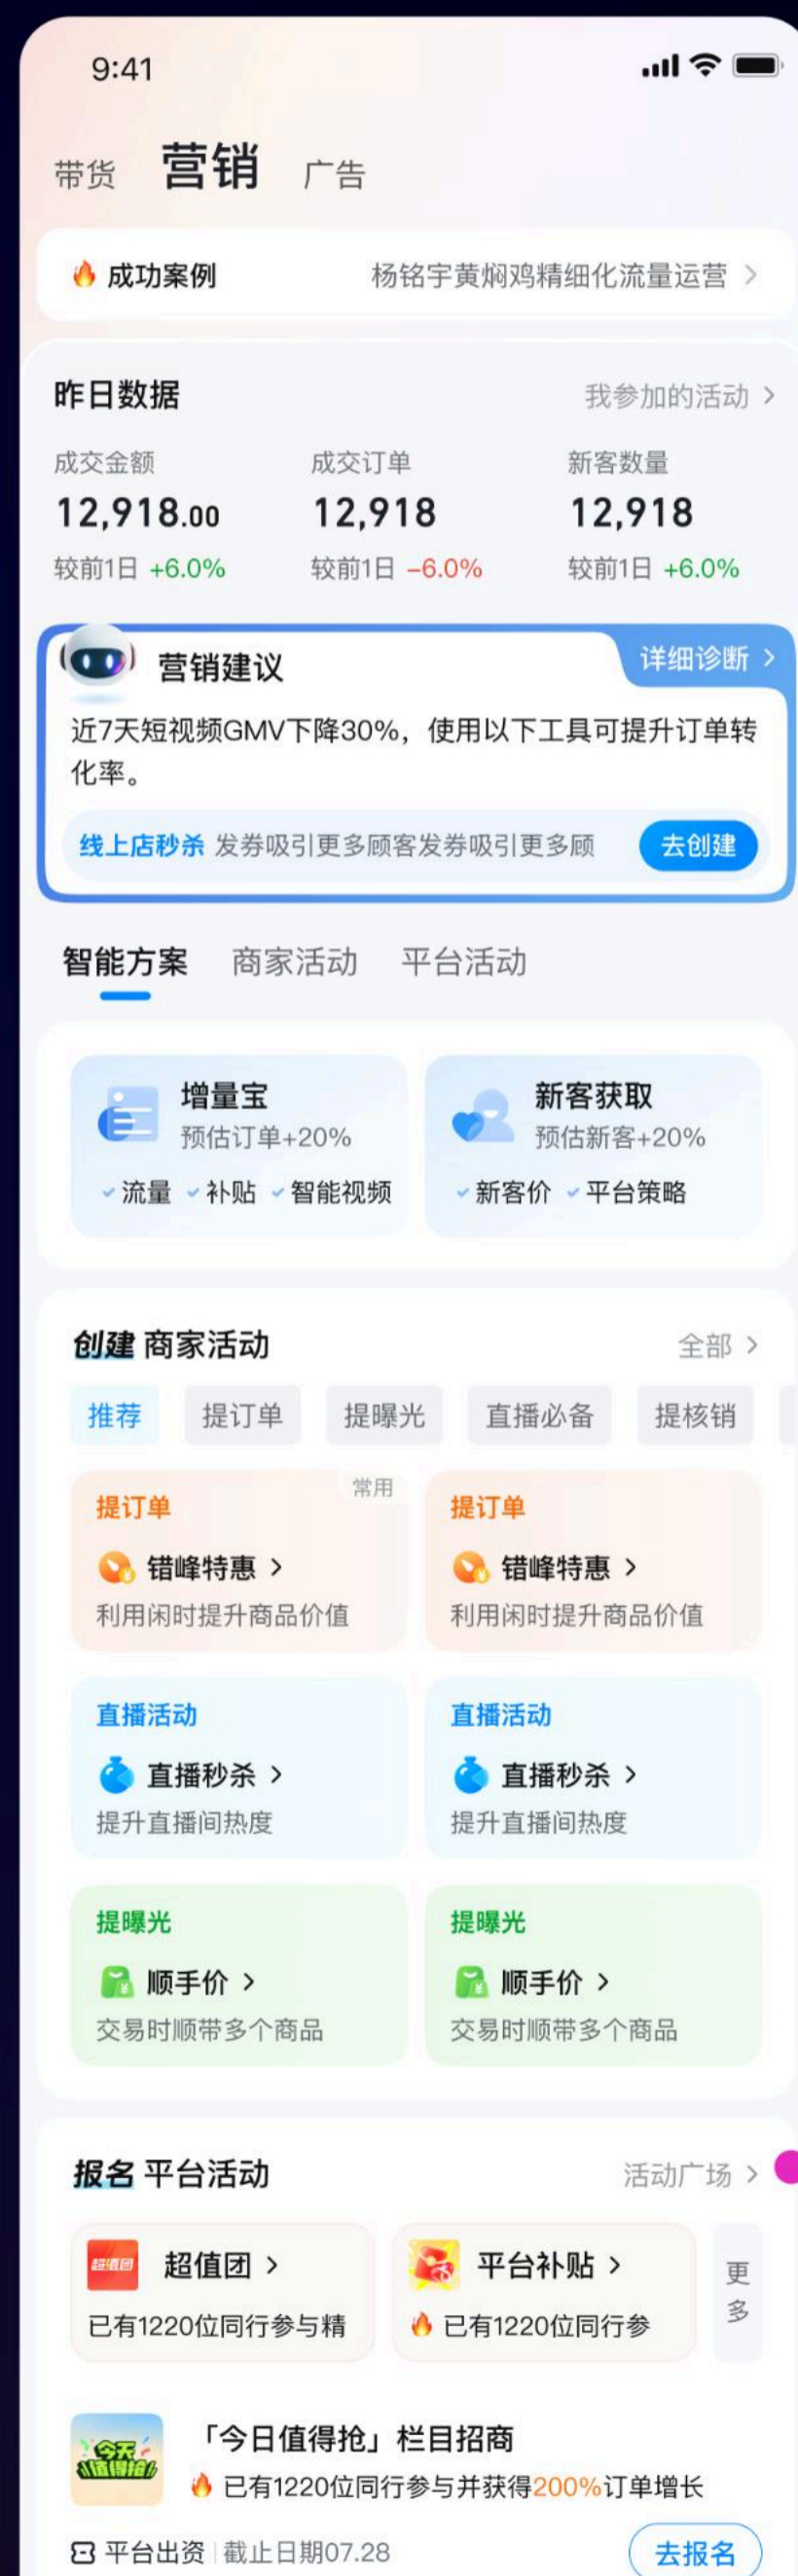 9:41
带货 营销 广告
成功案例 杨铭宇黄焖鸡精细化流量运营
昨日数据 我参加的活动
成交金额 成交订单 新客数量
12,918.00 12,918 12,918
较前1日 +6.0% 较前1日 -6.0% 较前1日 +6.0%
营销建议 详细诊断
近7天短视频GMV下降30%，使用以下工具可提升订单转
化率。
线上店秒杀 发券吸引更多顾客发券吸引更多顾 去创建
智能方案 商家活动 平台活动
增量宝 新客获取
预估订单+20% 预估新客+20%
流量 补贴 智能视频 新客价 平台策略
创建 商家活动 全部
推荐 提订单 提曝光 直播必备 提核销
提订单 常用 提订单
错峰特惠 错峰特惠
利用闲时提升商品价值 利用闲时提升商品价值
直播活动 直播活动
直播秒杀 直播秒杀
提升直播间热度 提升直播间热度
提曝光 提曝光
顺手价 顺手价
交易时顺带多个商品 交易时顺带多个商品
报名 平台活动 活动广场
超值团 超值团 平台补贴 更多
已有1220位同行参与精 已有1220位同行参
今天值得抢 「今日值得抢」栏目招商
已有1220位同行参与并获得200%订单增长
平台出资 截止日期07.28 去报名